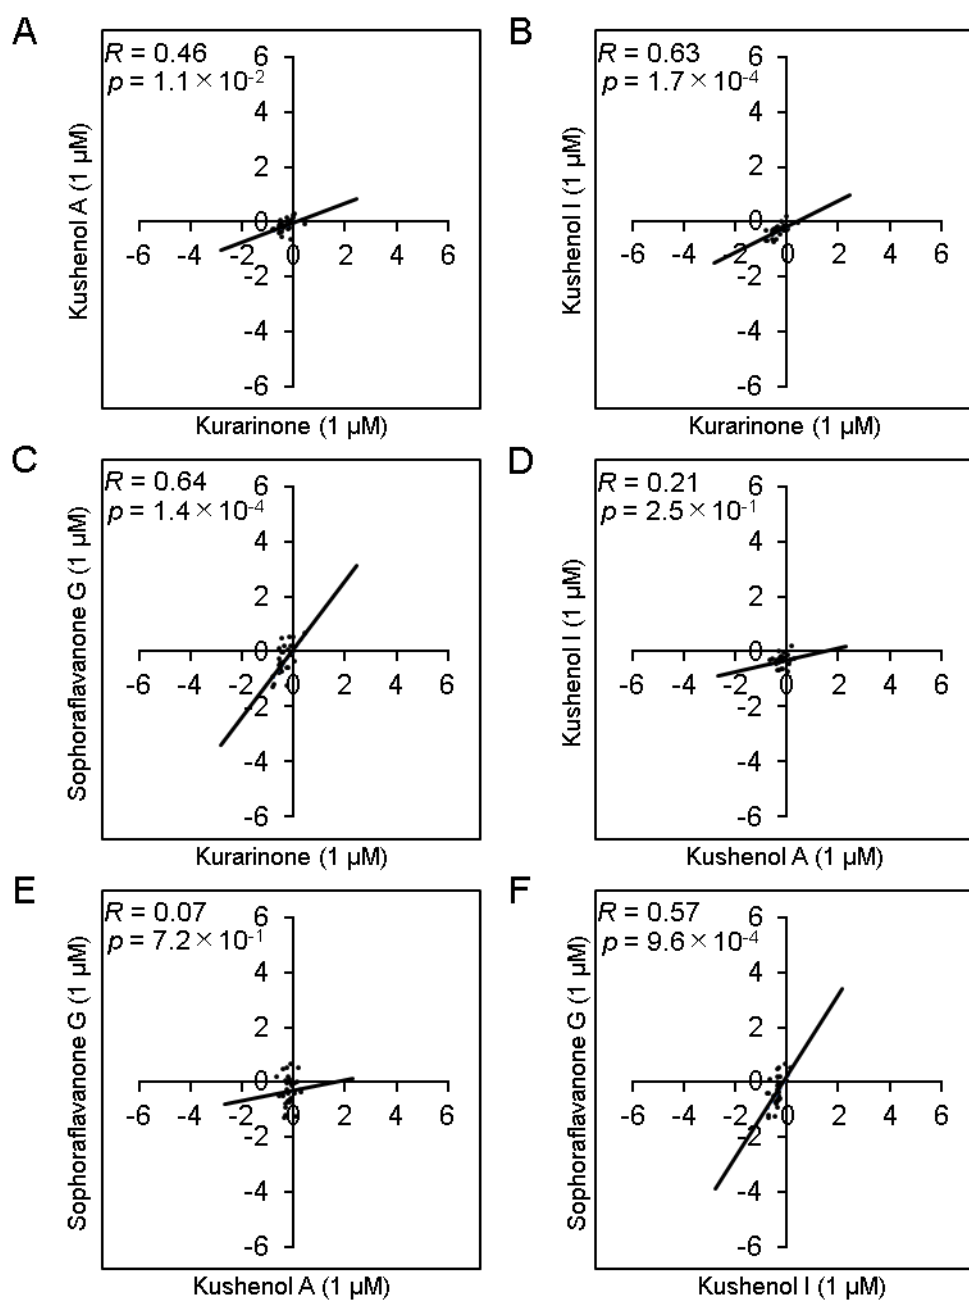 A
R = 0.46
p = 1.1×10-2
6
4
2
0
-6 -4 -2 0 2 4 6
-2
-4
-6
Kushenol A (1 µM)
Kurarinone (1 µM)
B
R = 0.63
p = 1.7×10-4
6
4
2
0
-6 -4 -2 0 2 4 6
-2
-4
-6
Kushenol I (1 µM)
Kurarinone (1 µM)
C
R = 0.64
p = 1.4×10-4
6
4
2
0
-6 -4 -2 0 2 4 6
-2
-4
-6
Sophoraflavanone G (1 µM)
Kurarinone (1 µM)
D
R = 0.21
p = 2.5×10-1
6
4
2
0
-6 -4 -2 0 2 4 6
-2
-4
-6
Kushenol I (1 µM)
Kushenol A (1 µM)
E
R = 0.07
p = 7.2×10-1
6
4
2
0
-6 -4 -2 0 2 4 6
-2
-4
-6
Sophoraflavanone G (1 µM)
Kushenol A (1 µM)
F
R = 0.57
p = 9.6×10-4
6
4
2
0
-6 -4 -2 0 2 4 6
-2
-4
-6
Sophoraflavanone G (1 µM)
Kushenol I (1 µM)